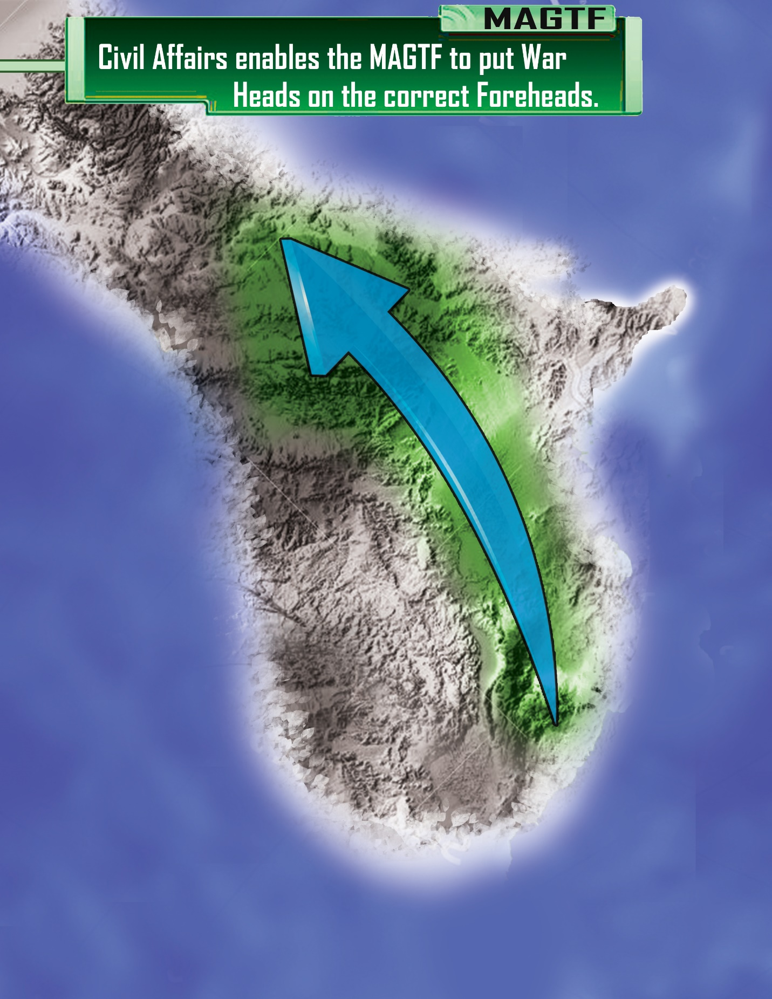 MAGTF
Civil Affairs enables the MAGTF to put War
Heads on the correct Foreheads.